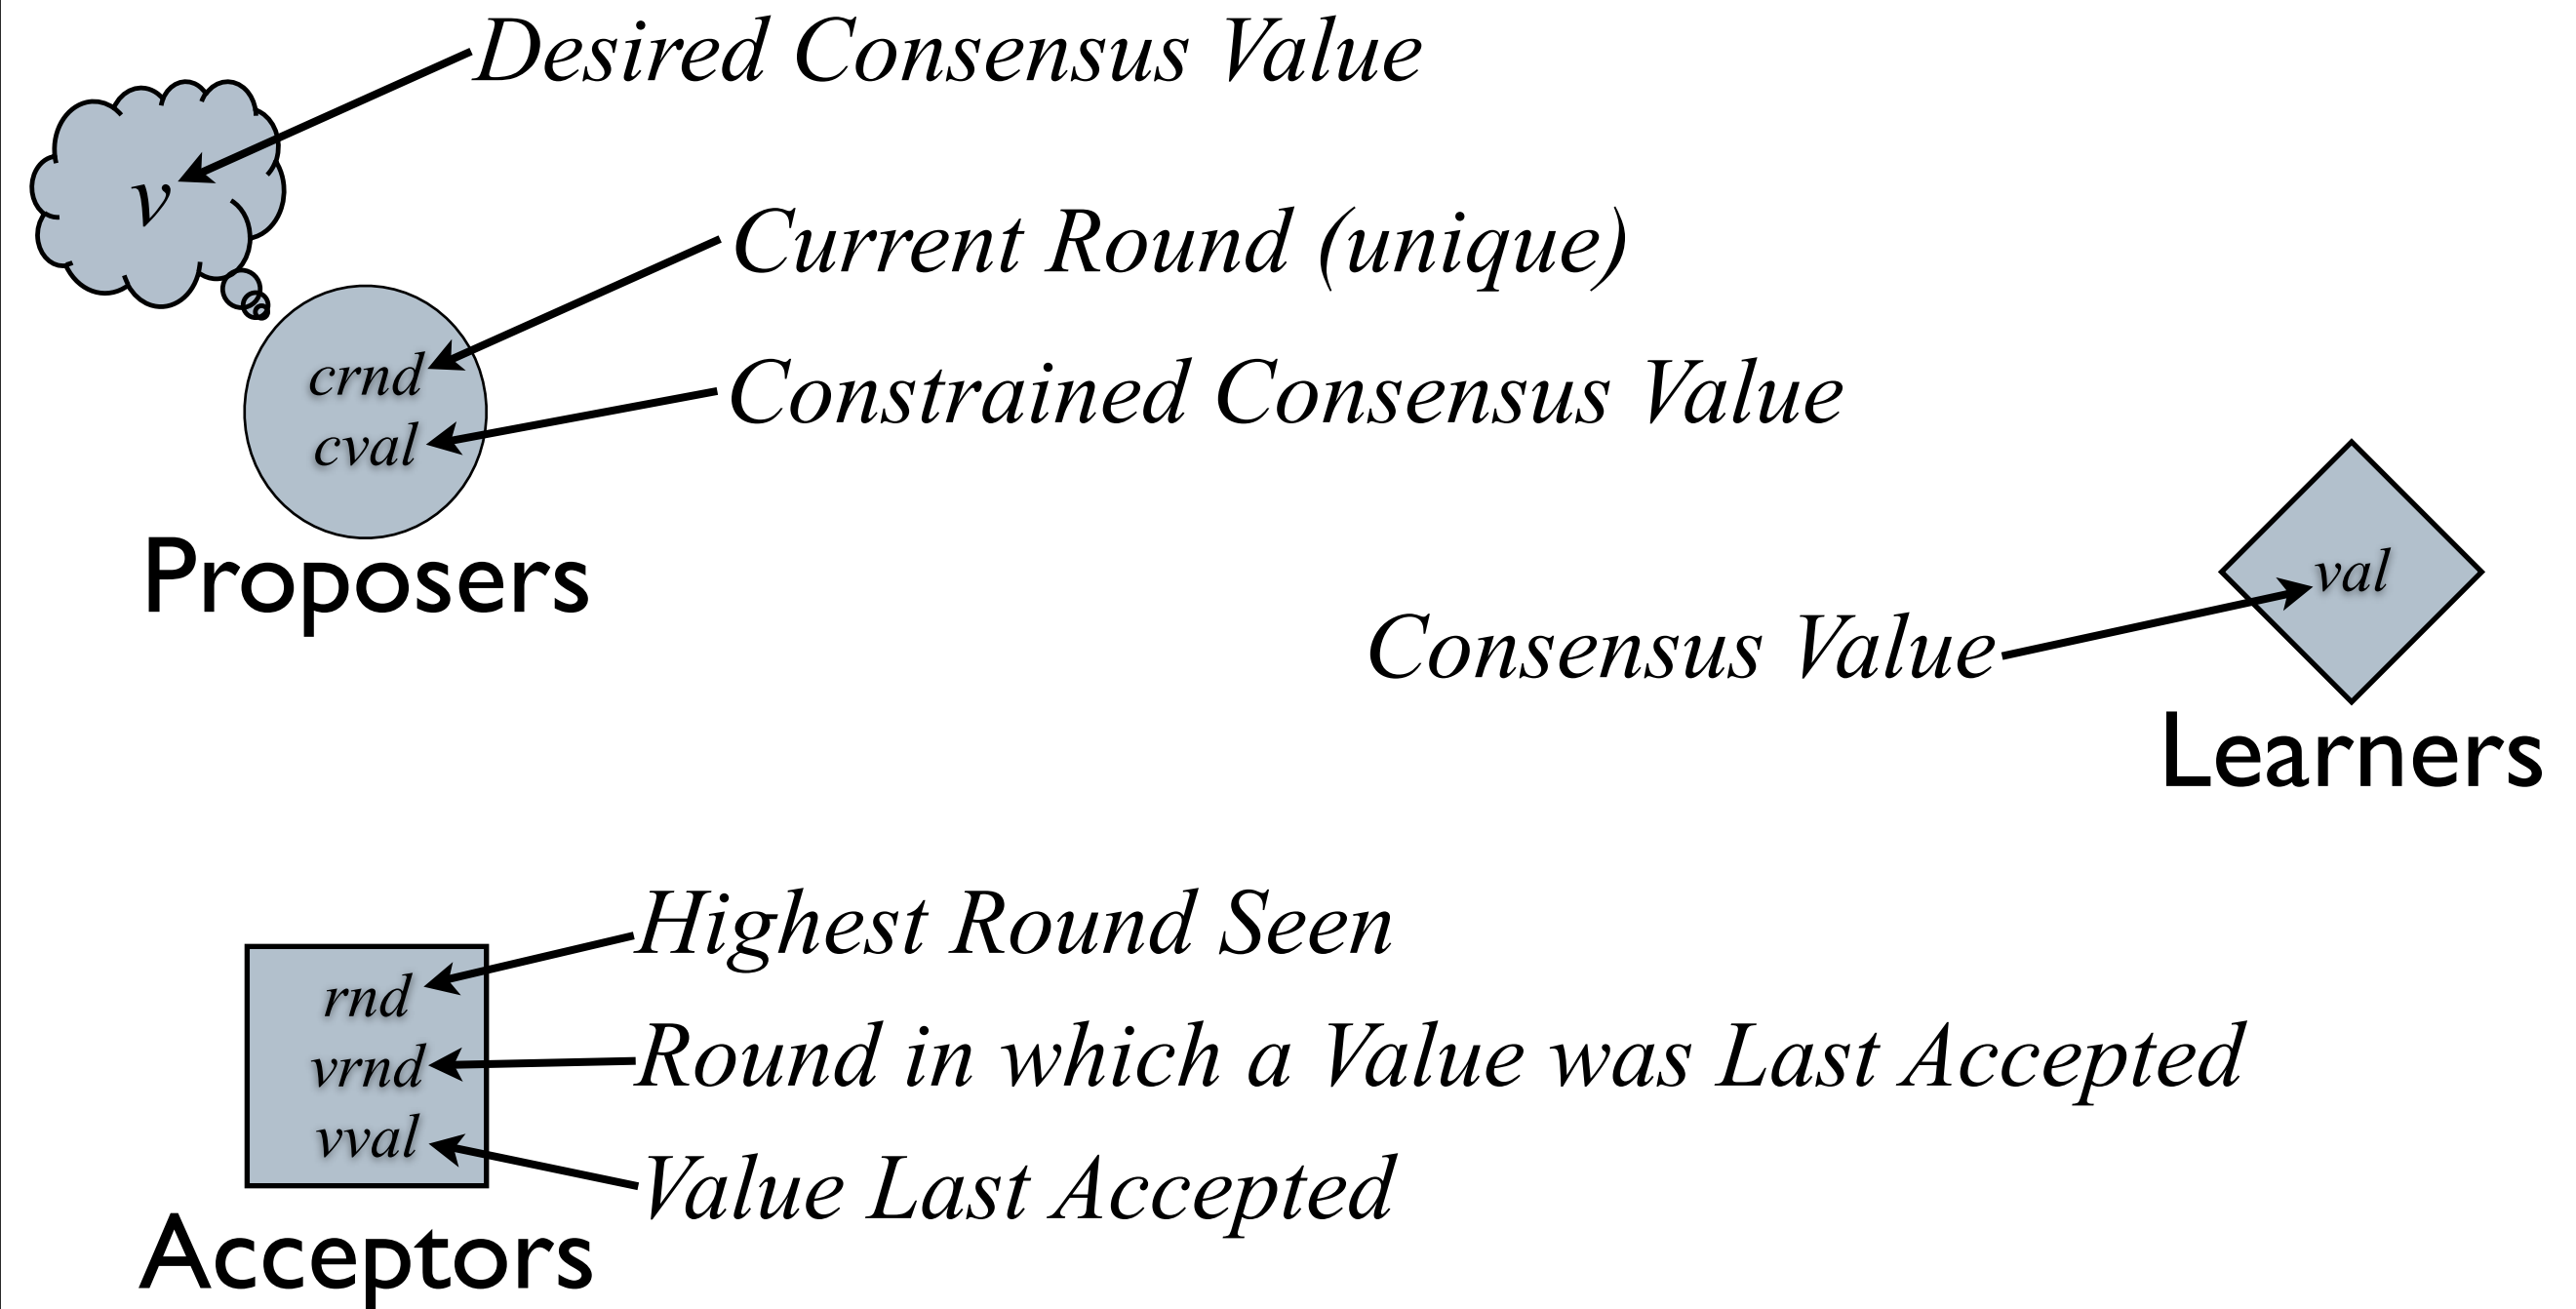 Desired Consensus Value
v
Current Round (unique)
crnd
Constrained Consensus Value
cval
Proposers
val
Consensus Value
Learners
Highest Round Seen
rnd
Round in which a Value was Last Accepted
vrnd
vval
Value Last Accepted
Acceptors